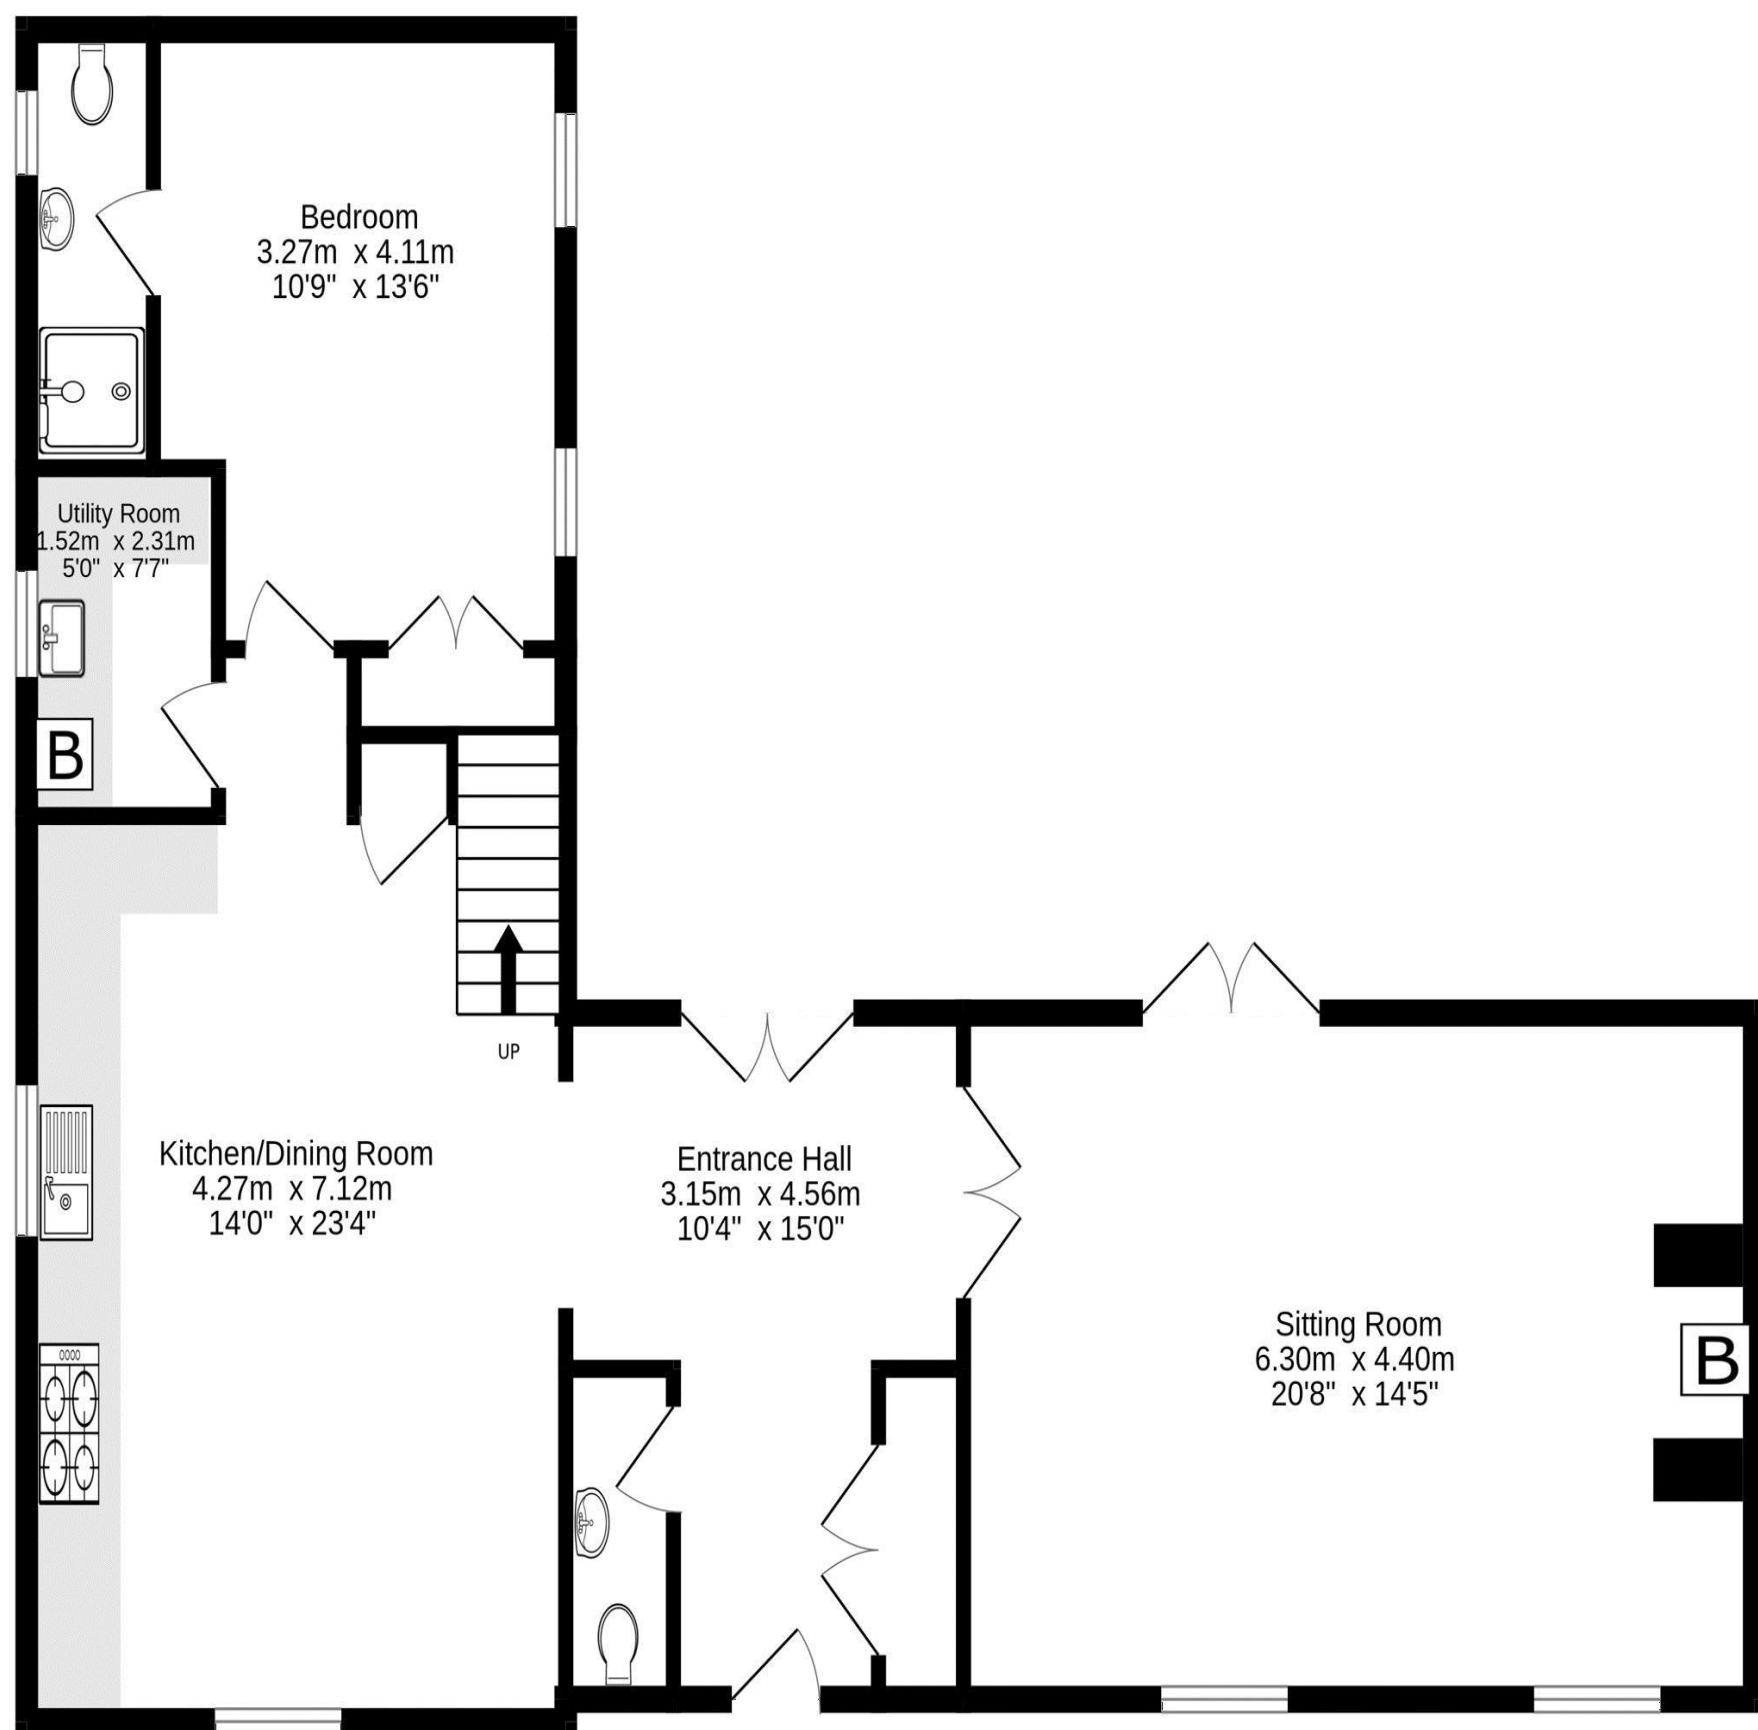 Bedroom
3.27m x 4.11m
10'9" x 13'6"
Utility Room
1.52m x 2.31m
5'0" x 7'7"
B
UP
Kitchen/Dining Room
4.27m x 7.12m
14'0" x 23'4"
Entrance Hall
3.15m x 4.56m
10'4" x 15'0"
Sitting Room
6.30m x 4.40m
20'8" x 14'5"
B